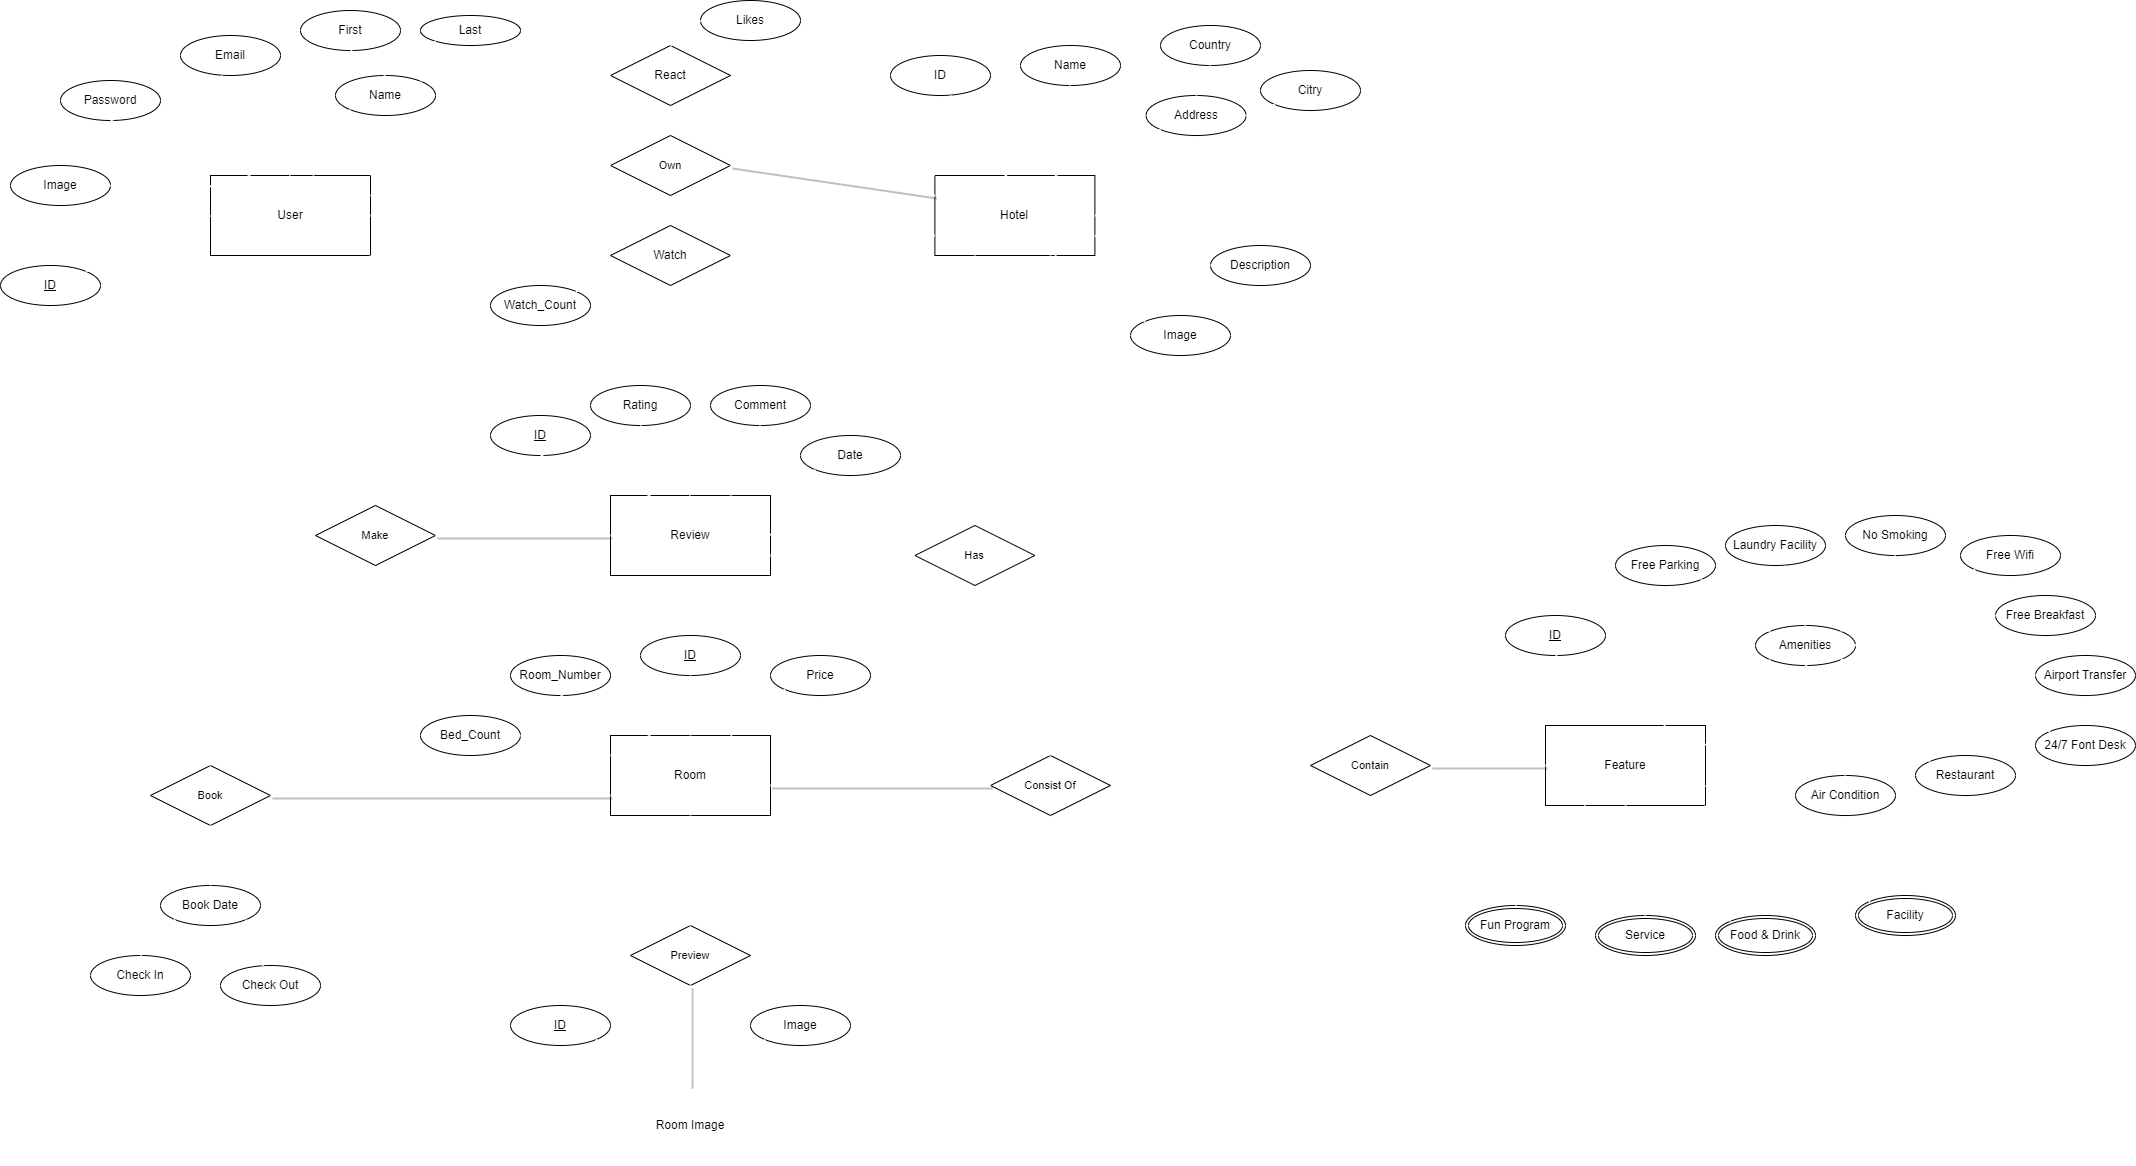 Likes
First
Last
Email
Country
Name
React
ID
Citry
Name
Password
Address
Own
Image
User
Hotel
Watch
Description
ID
Watch_Count
Image
Rating
Comment
ID
Date
Make
Review
Has
No Smoking
Laundry Facility
Free Wifi
Free Parking
Free Breakfast
ID
Amenities
ID
Room_Number
Price
Airport Transfer
Bed_Count
24/7 Font Desk
Contain
Feature
Room
Restaurant
Consist Of
Book
Air Condition
Book Date
Facility
Fun Program
Service
Food & Drink
Preview
Check In
Check Out
ID
Image
Room Image